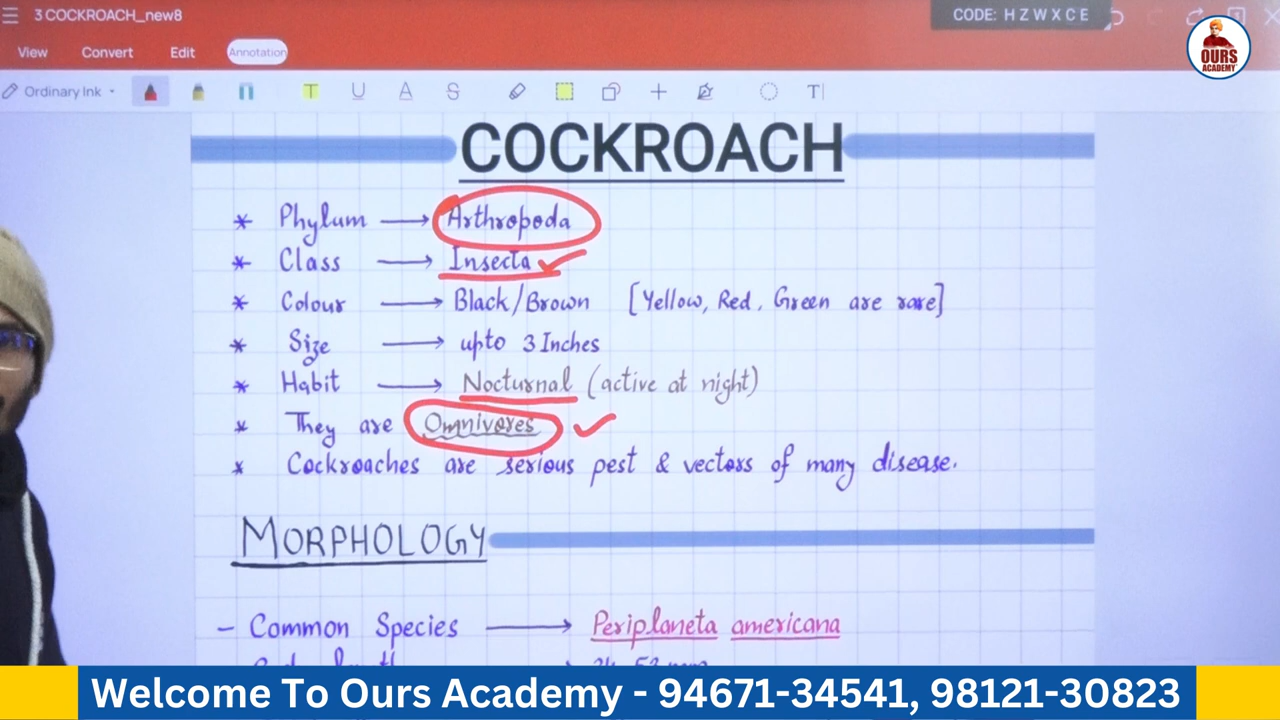 3 COCKROACH_new8
CODE: H Z W X C E
View Convert Edit Annotation
OURS
ACADEMY
Ordinary Ink
COCKROACH
* Phylum → Arthropoda
* Class → Insecta
* Colour → Black/Brown [Yellow, Red, Green are rare]
* Size → upto 3 Inches
* Habit → Nocturnal (active at night)
* They are Omnivores
* Cockroaches are serious pest & vectors of many disease.
MORPHOLOGY
- Common Species → Periplaneta americana
Welcome To Ours Academy - 94671-34541, 98121-30823